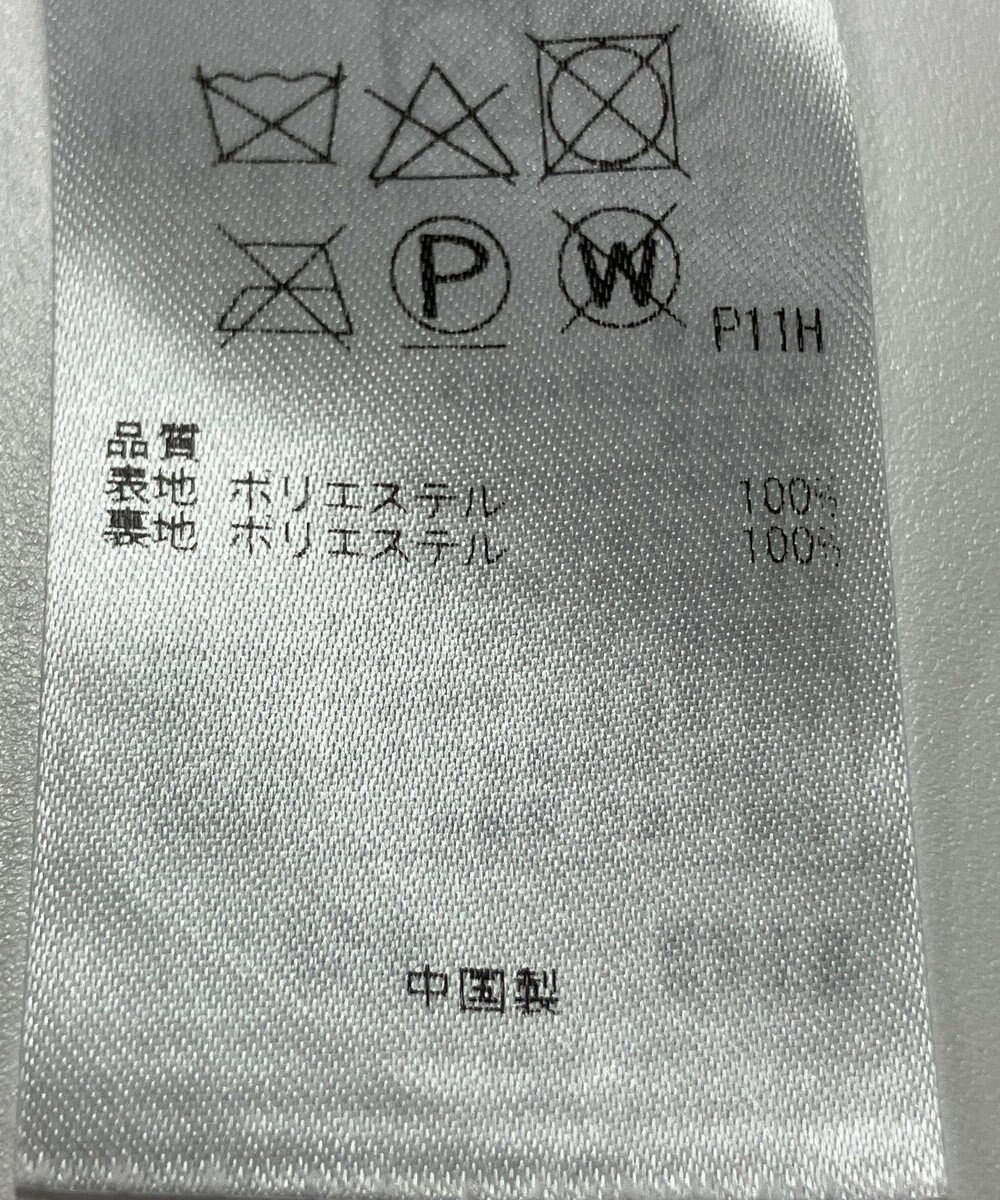 P
W
P11H
品質
表地 ポリエステル 100%
裏地 ポリエステル 100%
中国製